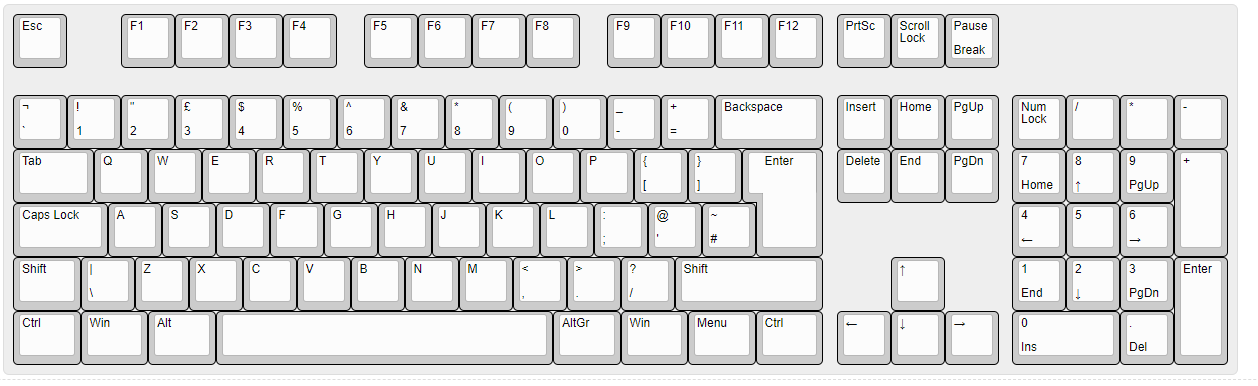 Esc F1 F2 F3 F4 F5 F6 F7 F8 F9 F10 F11 F12 PrtSc Scroll Lock Pause Break
¬ ! " £ $ % ^ & * ( ) _ + Backspace Insert Home PgUp Num Lock / * -
` 1 2 3 4 5 6 7 8 9 0 - =
Tab Q W E R T Y U I O P { } Enter Delete End PgDn 7 8 9 +
[ ] Home ↑ PgUp
Caps Lock A S D F G H J K L : @ ~ 4 5 6
; ' # ← →
Shift | Z X C V B N M < > ? Shift ↑ 1 2 3 Enter
\ , . / End ↓ PgDn
Ctrl Win Alt AltGr Win Menu Ctrl ← ↓ → 0 .
Ins Del